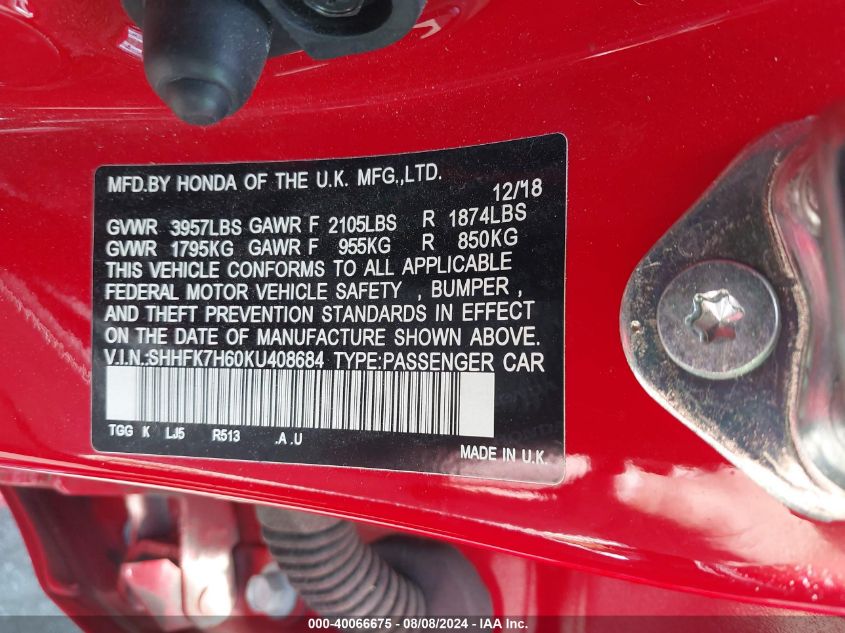 MFD.BY HONDA OF THE U.K. MFG.,LTD.
12/18
GVWR 3957LBS GAWR F 2105LBS R 1874LBS
GVWR 1795KG GAWR F 955KG R 850KG
THIS VEHICLE CONFORMS TO ALL APPLICABLE
FEDERAL MOTOR VEHICLE SAFETY , BUMPER ,
AND THEFT PREVENTION STANDARDS IN EFFECT
ON THE DATE OF MANUFACTURE SHOWN ABOVE.
V.I.N.:SHHFK7H60KU408684 TYPE:PASSENGER CAR
TGG K LJ5 R513 .A .U
MADE IN U.K.
000-40066675 - 08/08/2024 - WWW.IAAI.COM